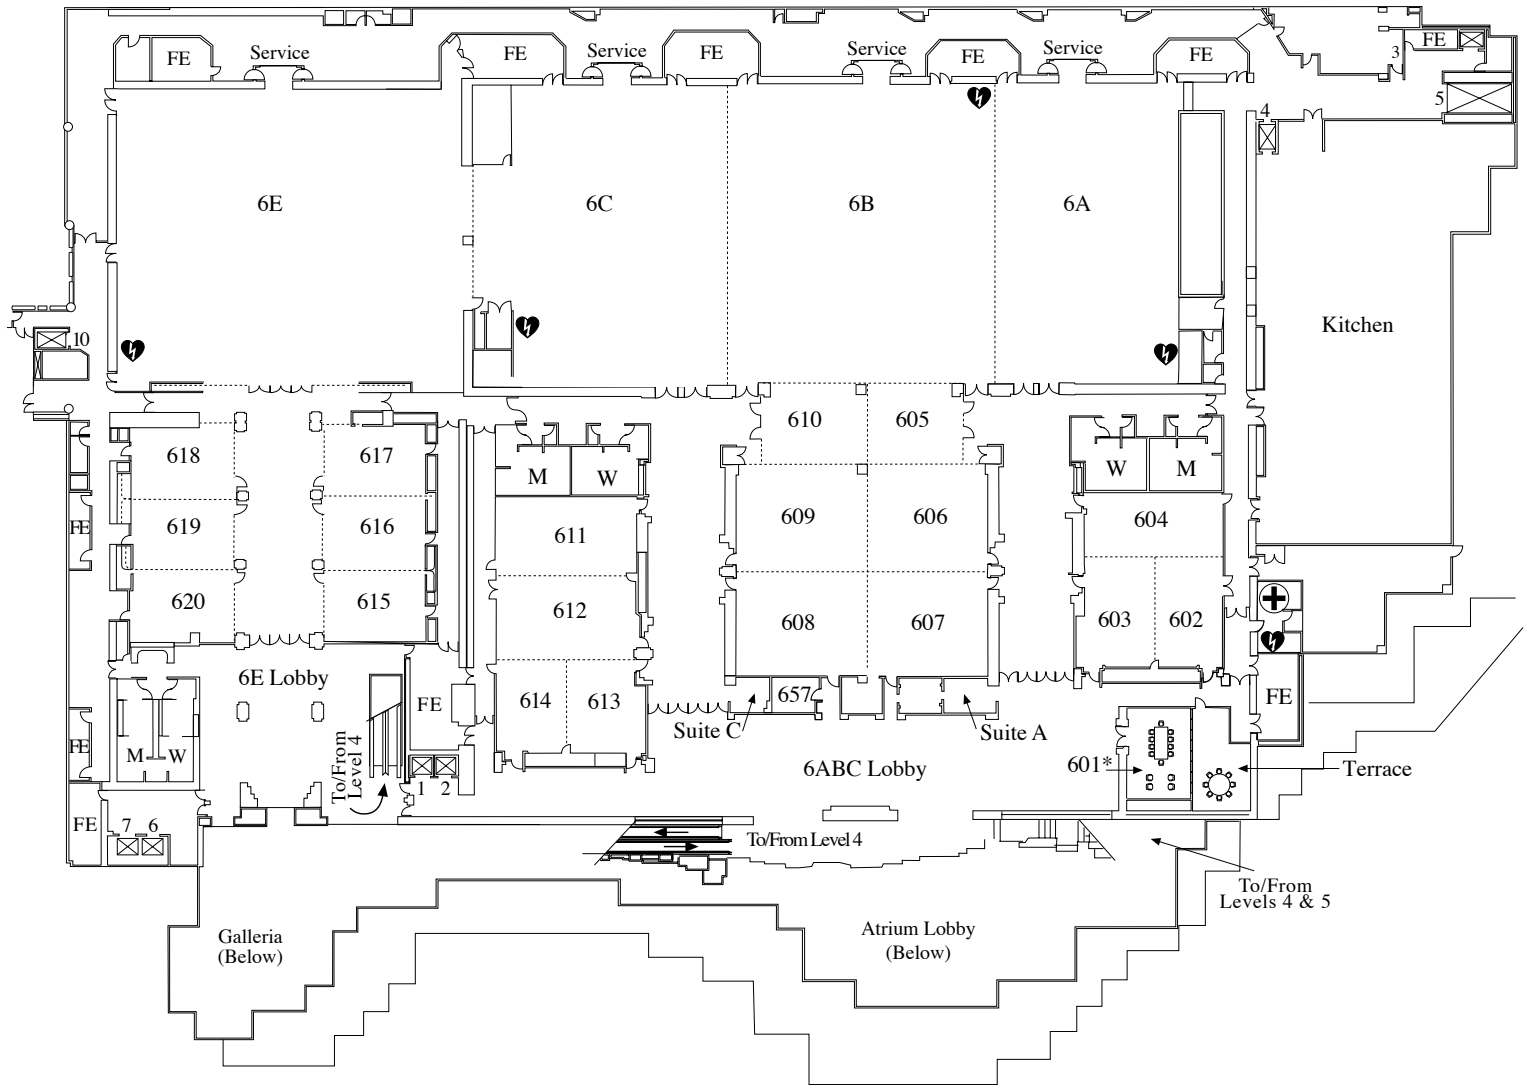 Service
Service
Service
Service
FE
FE
FE
FE
FE
3
FE
5
4
6E
6C
6B
6A
Kitchen
10
610
605
618
617
M
W
W
M
619
616
FE
609
606
604
611
620
615
612
608
607
603
602
6E Lobby
614
613
657
FE
FE
Suite C
Suite A
M
W
FE
To/From
Level 4
1
2
6ABC Lobby
601*
Terrace
FE
7
6
To/From Level 4
To/From
Levels 4 & 5
Galleria
(Below)
Atrium Lobby
(Below)